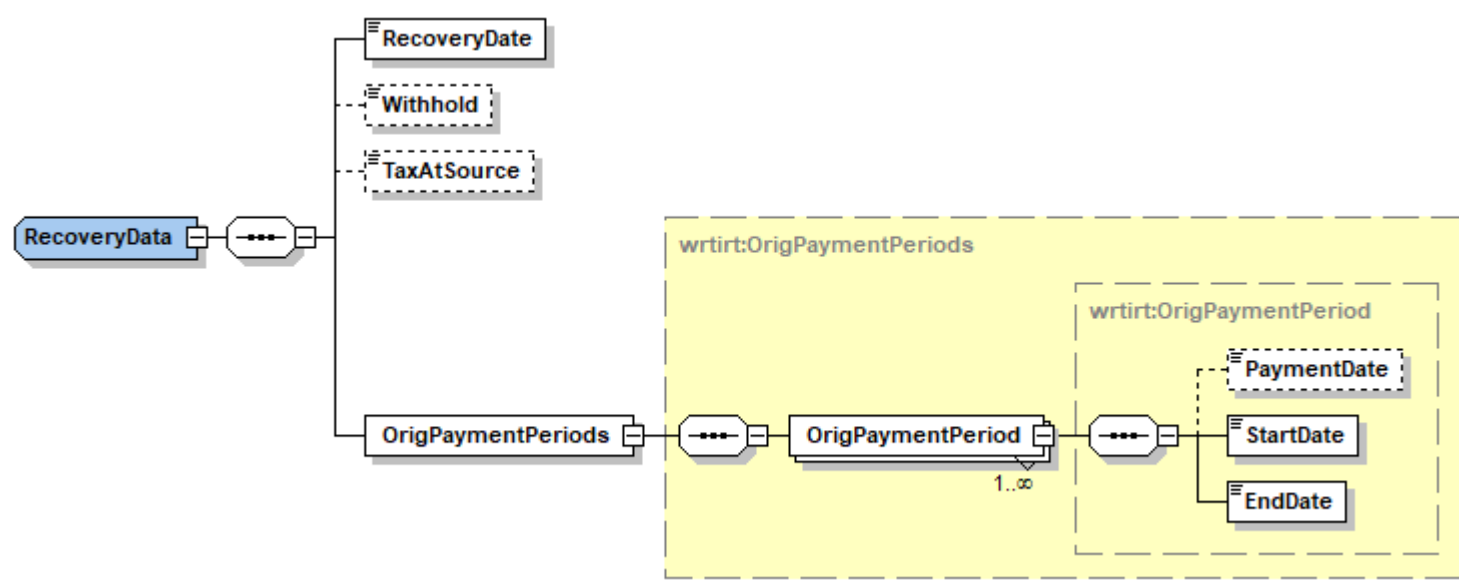 RecoveryDate
Withhold
TaxAtSource
RecoveryData
wrtirt:OrigPaymentPeriods
wrtirt:OrigPaymentPeriod
PaymentDate
OrigPaymentPeriods
OrigPaymentPeriod
1..∞
StartDate
EndDate